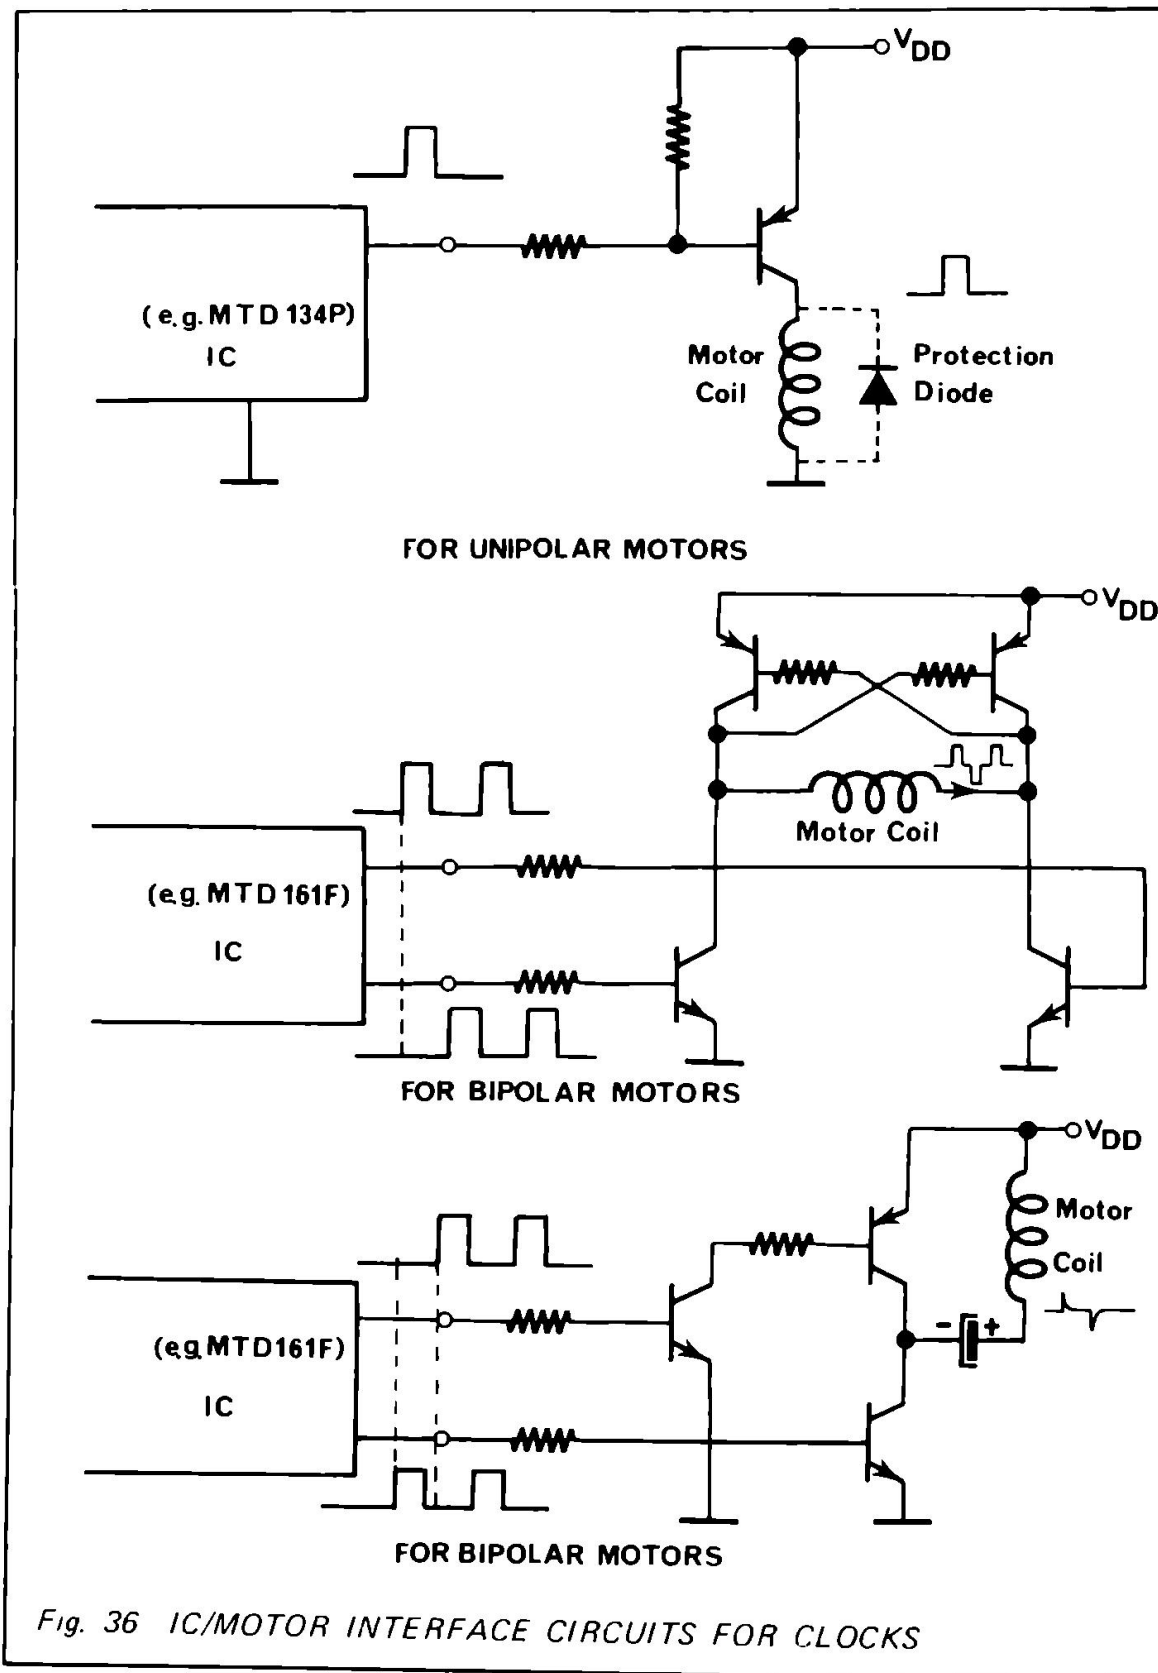 VDD
(e.g. MTD 134P)
IC
Motor
Coil
Protection
Diode
FOR UNIPOLAR MOTORS
VDD
Motor Coil
(e.g. MTD 161F)
IC
FOR BIPOLAR MOTORS
VDD
Motor
Coil
- +
(e.g. MTD161F)
IC
FOR BIPOLAR MOTORS
Fig. 36 IC/MOTOR INTERFACE CIRCUITS FOR CLOCKS